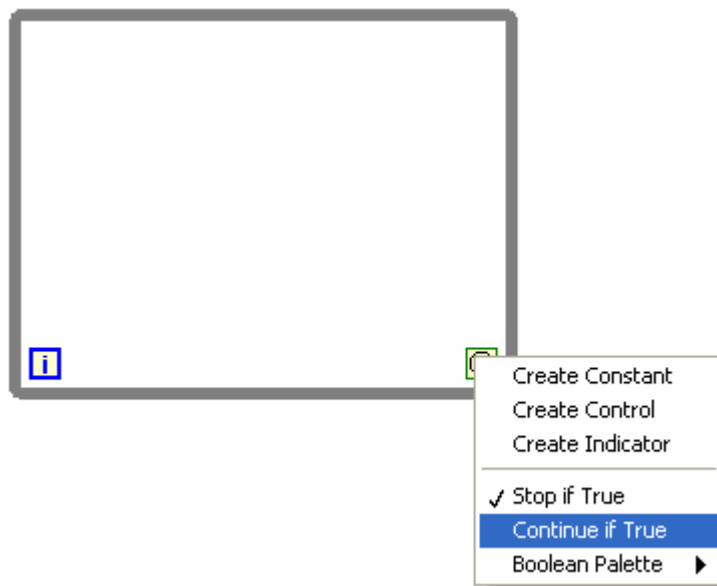 i
Create Constant
Create Control
Create Indicator
Stop if True
Continue if True
Boolean Palette